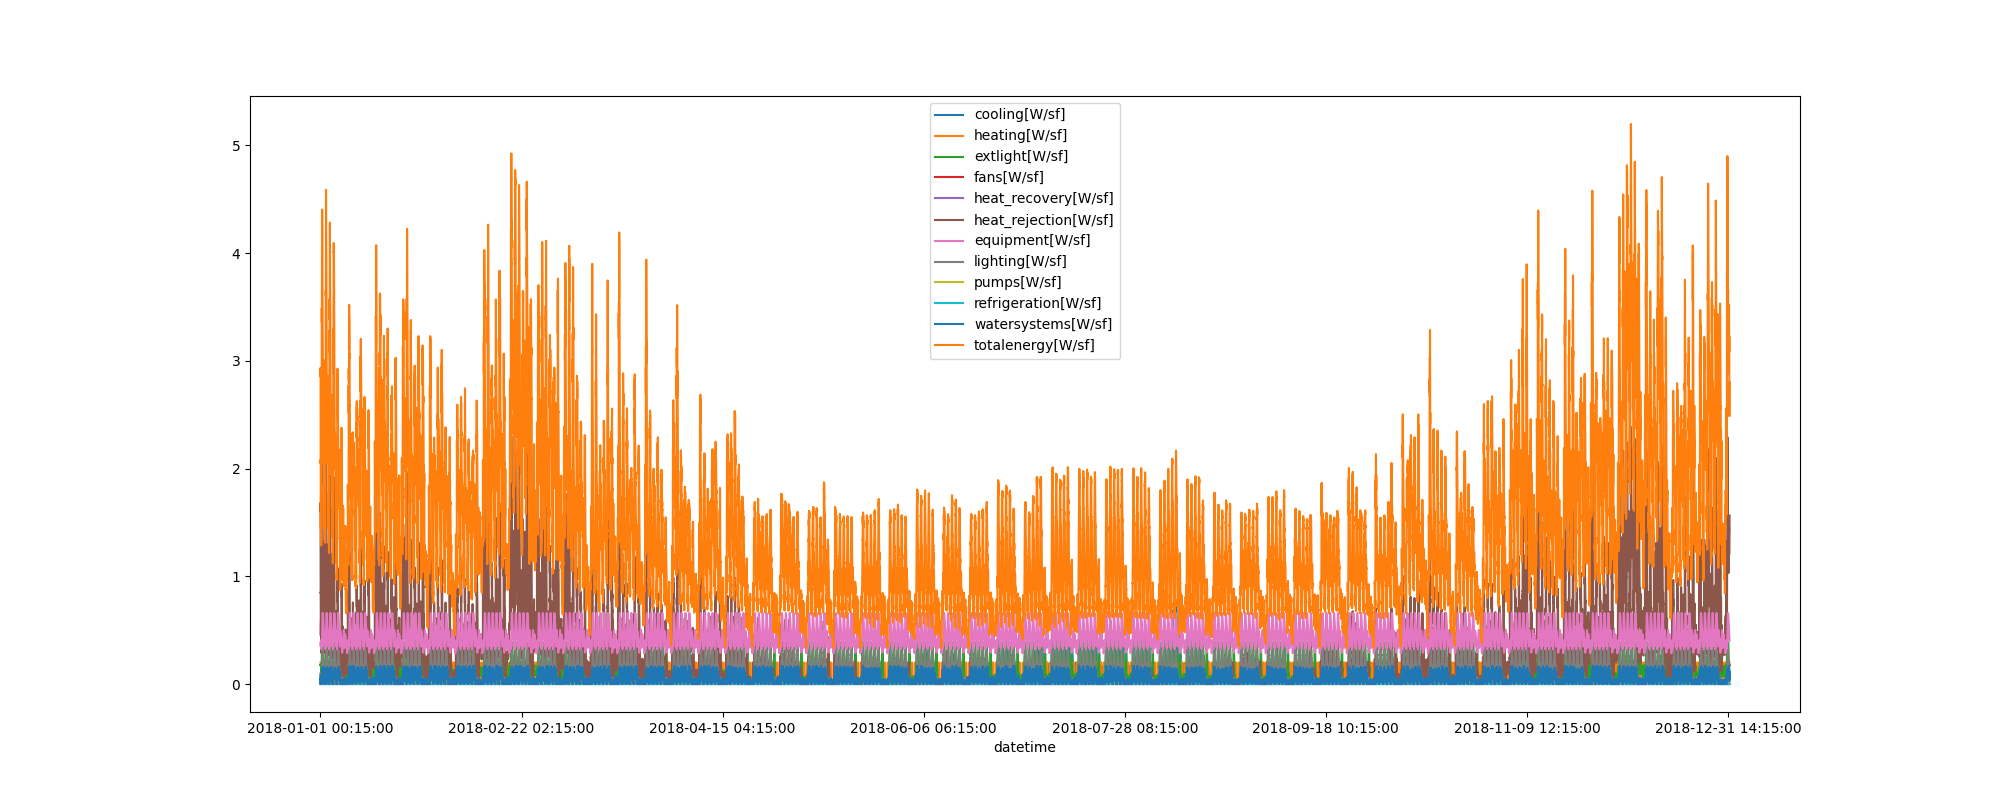 cooling[W/sf]
heating[W/sf]
extlight[W/sf]
fans[W/sf]
heat_recovery[W/sf]
heat_rejection[W/sf]
equipment[W/sf]
lighting[W/sf]
pumps[W/sf]
refrigeration[W/sf]
watersystems[W/sf]
totalenergy[W/sf]
5
4
3
2
1
0
2018-01-01 00:15:00 2018-02-22 02:15:00 2018-04-15 04:15:00 2018-06-06 06:15:00 2018-07-28 08:15:00 2018-09-18 10:15:00 2018-11-09 12:15:00 2018-12-31 14:15:00
datetime